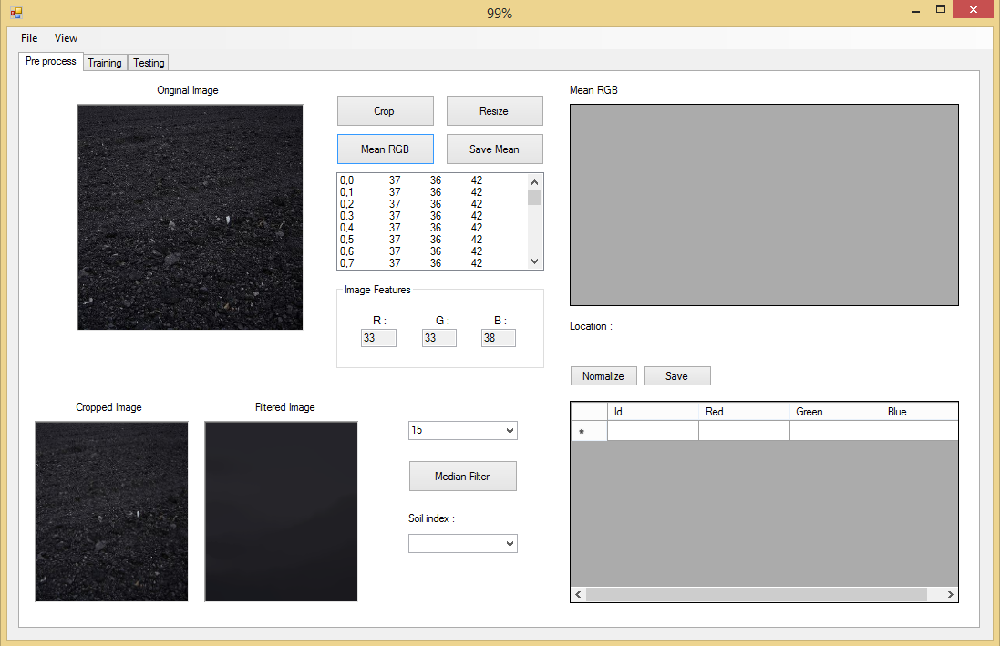 99%
File View
Pre process Training Testing
Original Image
Crop Resize
Mean RGB Save Mean
0,0 37 36 42
0,1 37 36 42
0,2 37 36 42
0,3 37 36 42
0,4 37 36 42
0,5 37 36 42
0,6 37 36 42
0,7 37 36 42
Image Features
R : G : B :
33 33 38
Mean RGB
Location :
Normalize Save
Cropped Image Filtered Image
15
Median Filter
Soil index :
Id Red Green Blue
*